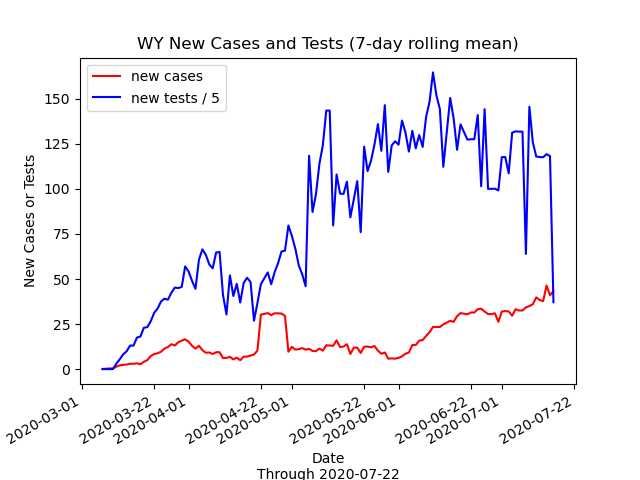 WY New Cases and Tests (7-day rolling mean)
new cases
new tests / 5
New Cases or Tests
150
125
100
75
50
25
0
2020-03-01
2020-03-22
2020-04-01
2020-04-22
2020-05-01
2020-05-22
2020-06-01
2020-06-22
2020-07-01
2020-07-22
Date
Through 2020-07-22